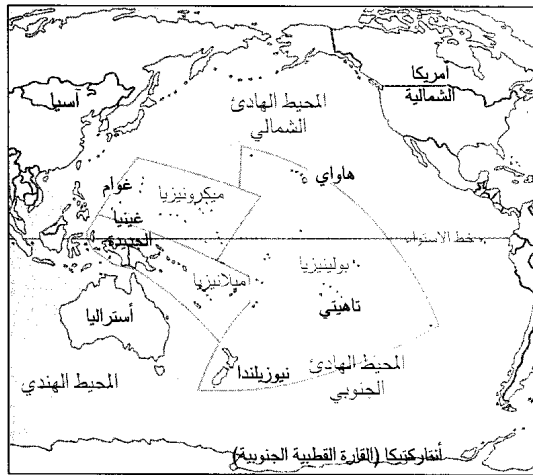 أمريكا
الشمالية
آسيا
المحيط الهادئ
الشمالي
هاواي
غوام
ميكرونيزيا
غينيا
الجديدة
خط الاستواء
بولينيزيا
ميلانيزيا
تاهيتي
أستراليا
المحيط الهادئ
الجنوبي
نيوزيلندا
المحيط الهندي
أنتاركتيكا (القارة القطبية الجنوبية)